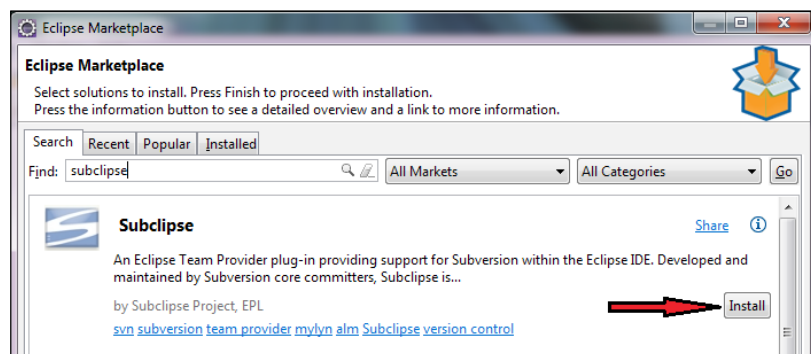 Eclipse Marketplace
Eclipse Marketplace
Select solutions to install. Press Finish to proceed with installation.
Press the information button to see a detailed overview and a link to more information.
Search Recent Popular Installed
Find: subclipse All Markets All Categories Go
Subclipse Share
An Eclipse Team Provider plug-in providing support for Subversion within the Eclipse IDE. Developed and
maintained by Subversion core committers, Subclipse is...
by Subclipse Project, EPL Install
svn subversion team provider mylyn alm Subclipse version control